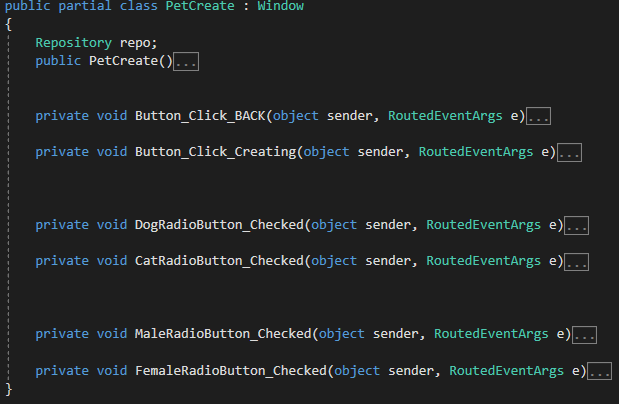 public partial class PetCreate : Window
{
Repository repo;
public PetCreate()...
private void Button_Click_BACK(object sender, RoutedEventArgs e)...
private void Button_Click_Creating(object sender, RoutedEventArgs e)...
private void DogRadioButton_Checked(object sender, RoutedEventArgs e)...
private void CatRadioButton_Checked(object sender, RoutedEventArgs e)...
private void MaleRadioButton_Checked(object sender, RoutedEventArgs e)...
private void FemaleRadioButton_Checked(object sender, RoutedEventArgs e)...
}